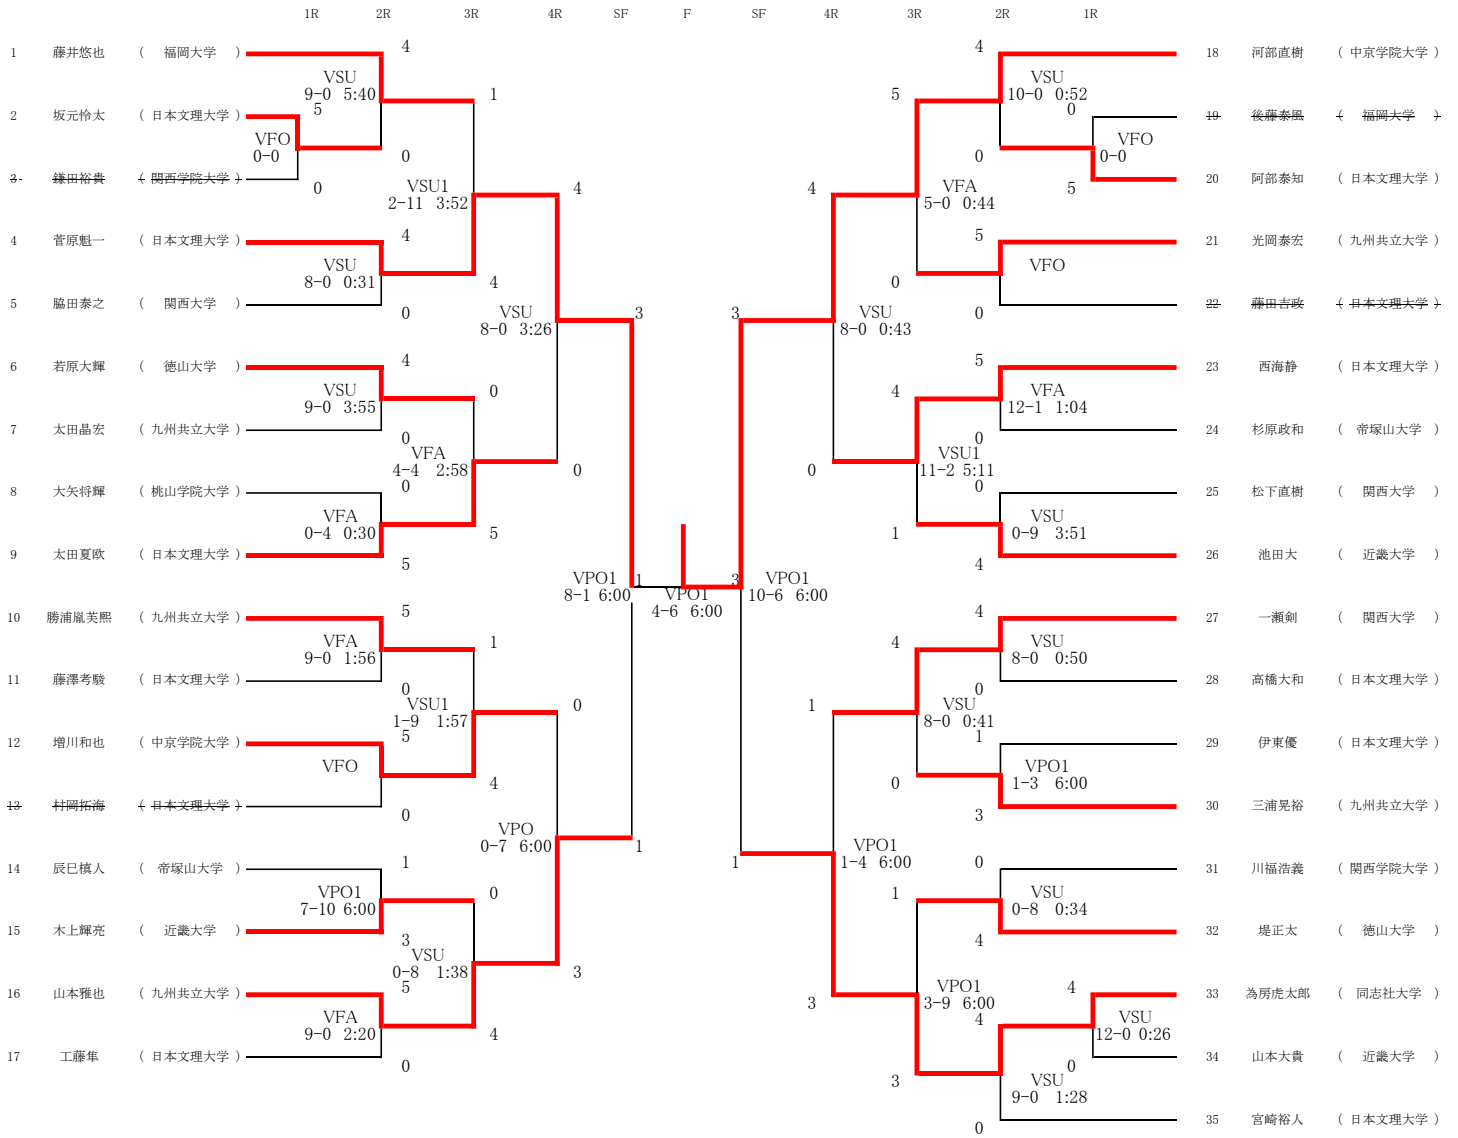 1R 2R 3R 4R SF F SF 4R 3R 2R 1R
1 藤井悠也 ( 福岡大学 )
2 坂元怜太 ( 日本文理大学 )
3 鎌田裕貴 ( 関西学院大学 )
4 菅原魁一 ( 日本文理大学 )
5 脇田泰之 ( 関西大学 )
6 若原大輝 ( 徳山大学 )
7 太田晶宏 ( 九州共立大学 )
8 大矢将輝 ( 桃山学院大学 )
9 太田夏欧 ( 日本文理大学 )
10 勝浦胤芙熙 ( 九州共立大学 )
11 藤澤考駿 ( 日本文理大学 )
12 増川和也 ( 中京学院大学 )
13 村岡拓海 ( 日本文理大学 )
14 辰巳槙人 ( 帝塚山大学 )
15 木上輝亮 ( 近畿大学 )
16 山本雅也 ( 九州共立大学 )
17 工藤隼 ( 日本文理大学 )
4
VSU
9-0 5:40
5
VFO
0-0
0
0
4
VSU
8-0 0:31
0
4
VSU
9-0 3:55
0
0
VFA
0-4 0:30
5
5
VFA
9-0 1:56
0
5
VFO
0
1
VPO1
7-10 6:00
3
5
VFA
9-0 2:20
0
1
VSU1
2-11 3:52
4
0
VFA
4-4 2:58
5
1
VSU1
1-9 1:57
4
0
VSU
0-8 1:38
4
4
VSU
8-0 3:26
0
0
VPO
0-7 6:00
3
3
VPO1
8-1 6:00
1
1
VPO1
4-6 6:00
3
3
VPO1
10-6 6:00
1
4
VSU
8-0 0:43
0
1
VPO1
1-4 6:00
3
5
VFA
5-0 0:44
0
4
VSU1
11-2 5:11
1
4
VSU
8-0 0:41
0
1
VPO1
3-9 6:00
3
4
VSU
10-0 0:52
0
0
VFO
0-0
5
5
VFO
0
5
VFA
12-1 1:04
0
0
VSU
0-9 3:51
4
4
VSU
8-0 0:50
0
1
VPO1
1-3 6:00
3
0
VSU
0-8 0:34
4
4
VSU
12-0 0:26
0
4
VSU
9-0 1:28
0
18 河部直樹 ( 中京学院大学 )
19 後藤泰風 ( 福岡大学 )
20 阿部泰知 ( 日本文理大学 )
21 光岡泰宏 ( 九州共立大学 )
22 藤田吉政 ( 日本文理大学 )
23 西海静 ( 日本文理大学 )
24 杉原政和 ( 帝塚山大学 )
25 松下直樹 ( 関西大学 )
26 池田大 ( 近畿大学 )
27 一瀬剣 ( 関西大学 )
28 高橋大和 ( 日本文理大学 )
29 伊東優 ( 日本文理大学 )
30 三浦晃裕 ( 九州共立大学 )
31 川福浩義 ( 関西学院大学 )
32 堤正太 ( 徳山大学 )
33 為房虎太郎 ( 同志社大学 )
34 山本大貴 ( 近畿大学 )
35 宮崎裕人 ( 日本文理大学 )